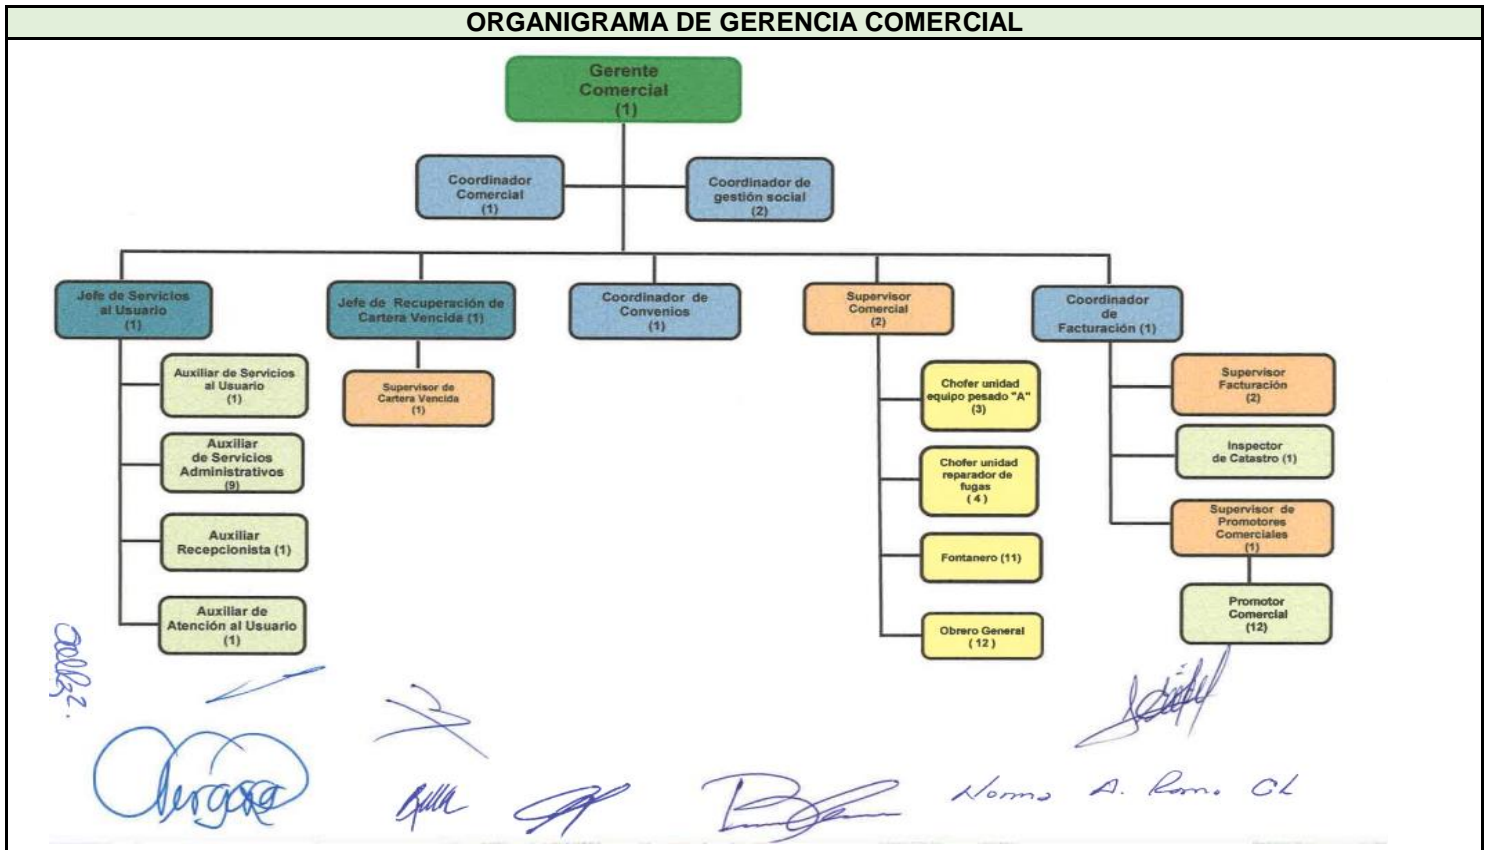 ORGANIGRAMA DE GERENCIA COMERCIAL
Gerente
Comercial
(1)
Coordinador
Comercial
(1)
Coordinador de
gestión social
(2)
Jefe de Servicios
al Usuario
(1)
Jefe de Recuperación de
Cartera Vencida (1)
Coordinador de
Convenios
(1)
Supervisor
Comercial
(2)
Coordinador
de
Facturación (1)
Auxiliar de Servicios
al Usuario
(1)
Auxiliar
de Servicios
Administrativos
(9)
Auxiliar
Recepcionista (1)
Auxiliar de
Atención al Usuario
(1)
Supervisor de
Cartera Vencida
(1)
Chofer unidad
equipo pesado "A"
(3)
Chofer unidad
reparador de
fugas
( 4 )
Fontanero (11)
Obrero General
( 12 )
Supervisor
Facturación
(2)
Inspector
de Catastro (1)
Supervisor de
Promotores
Comerciales
(1)
Promotor
Comercial
(12)
Norma A.